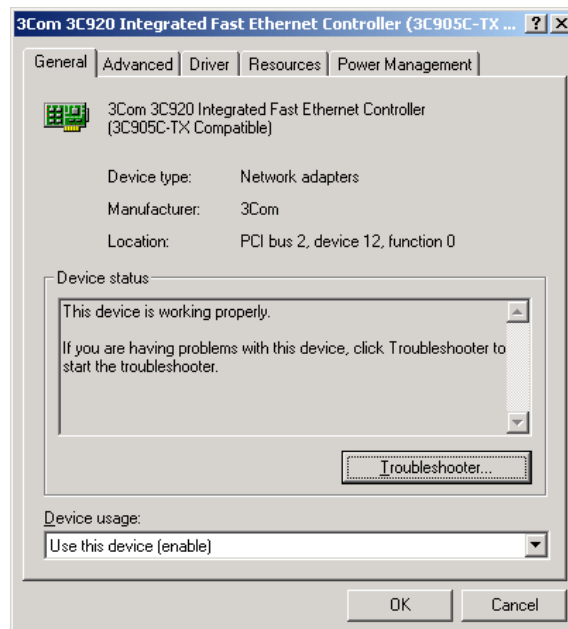 3Com 3C920 Integrated Fast Ethernet Controller (3C905C-TX ...
General Advanced Driver Resources Power Management
3Com 3C920 Integrated Fast Ethernet Controller
(3C905C-TX Compatible)
Device type: Network adapters
Manufacturer: 3Com
Location: PCI bus 2, device 12, function 0
Device status
This device is working properly.
If you are having problems with this device, click Troubleshooter to
start the troubleshooter.
Troubleshooter...
Device usage:
Use this device (enable)
OK Cancel